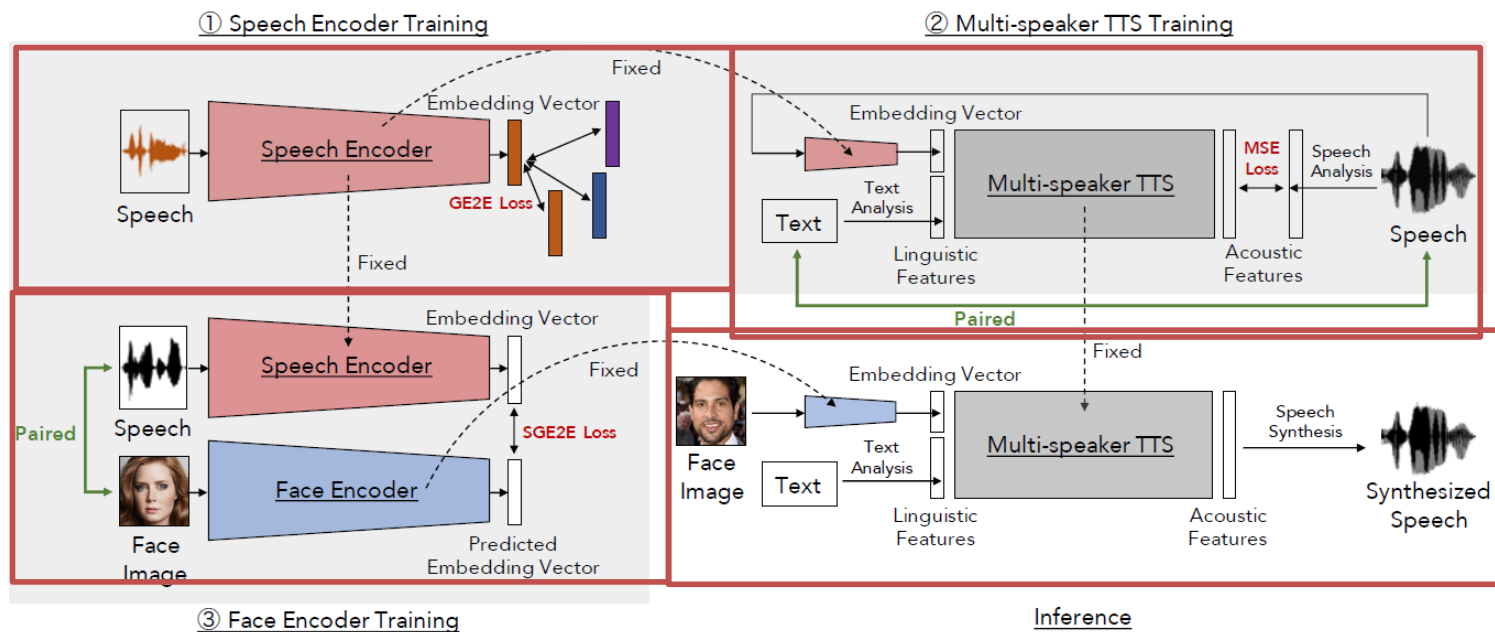 ① Speech Encoder Training
Fixed
Embedding Vector
Speech Encoder
GE2E Loss
Speech
Fixed
② Multi-speaker TTS Training
Embedding Vector
MSE
Loss
Speech
Analysis
Multi-speaker TTS
Text
Analysis
Text
Speech
Linguistic
Features
Acoustic
Features
Paired
Embedding Vector
Speech Encoder
Fixed
Speech
Paired
SGE2E Loss
Face Encoder
Face
Image
Predicted
Embedding Vector
③ Face Encoder Training
Fixed
Embedding Vector
Speech
Synthesis
Multi-speaker TTS
Text
Analysis
Face
Image
Text
Linguistic
Features
Acoustic
Features
Synthesized
Speech
Inference